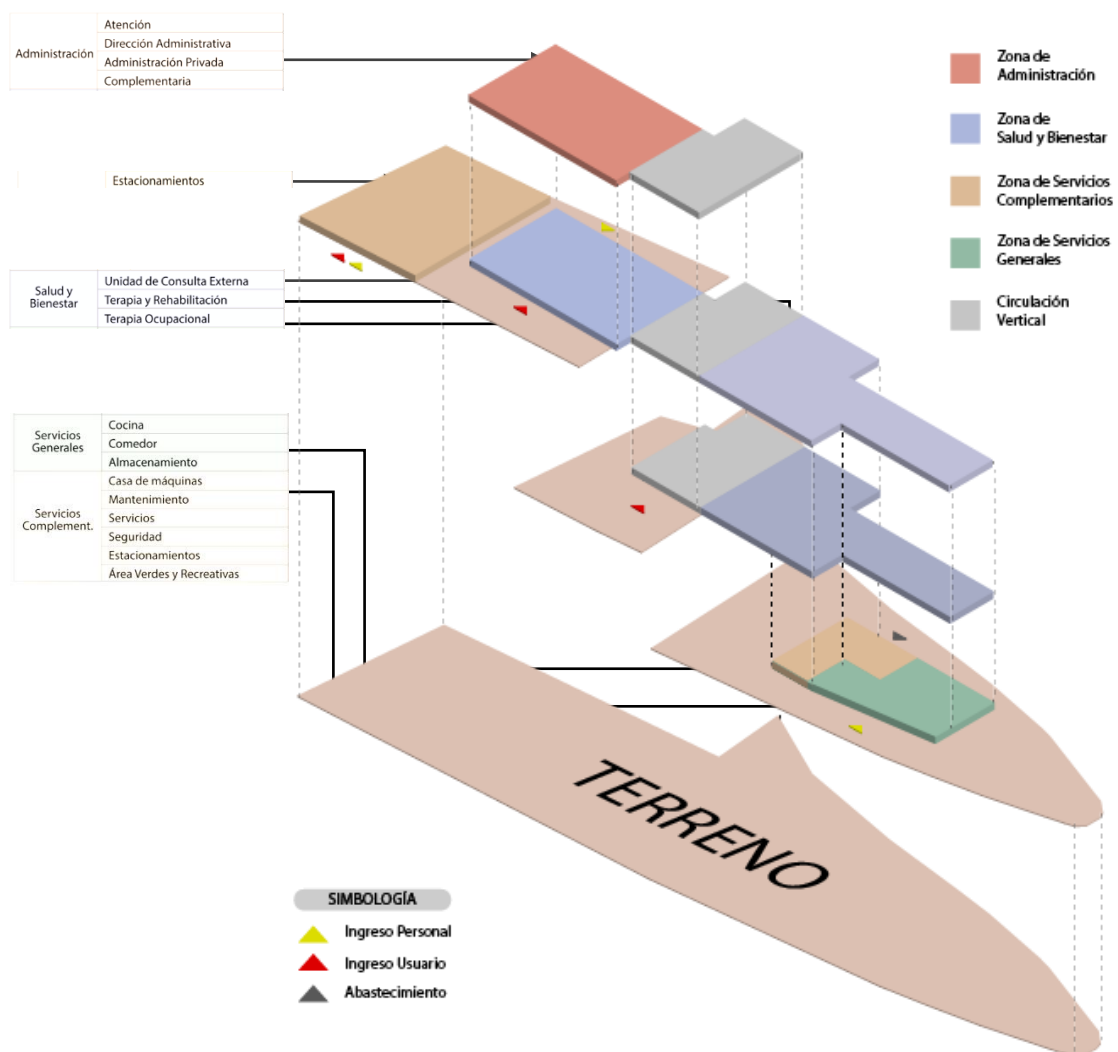 Administración
Atención
Dirección Administrativa
Administración Privada
Complementaria
Estacionamientos
Salud y
Bienestar
Unidad de Consulta Externa
Terapia y Rehabilitación
Terapia Ocupacional
Servicios
Generales
Cocina
Comedor
Almacenamiento
Servicios
Complement.
Casa de máquinas
Mantenimiento
Servicios
Seguridad
Estacionamientos
Área Verdes y Recreativas
Zona de
Administración
Zona de
Salud y Bienestar
Zona de Servicios
Complementarios
Zona de Servicios
Generales
Circulación
Vertical
TERRENO
SIMBOLOGÍA
Ingreso Personal
Ingreso Usuario
Abastecimiento